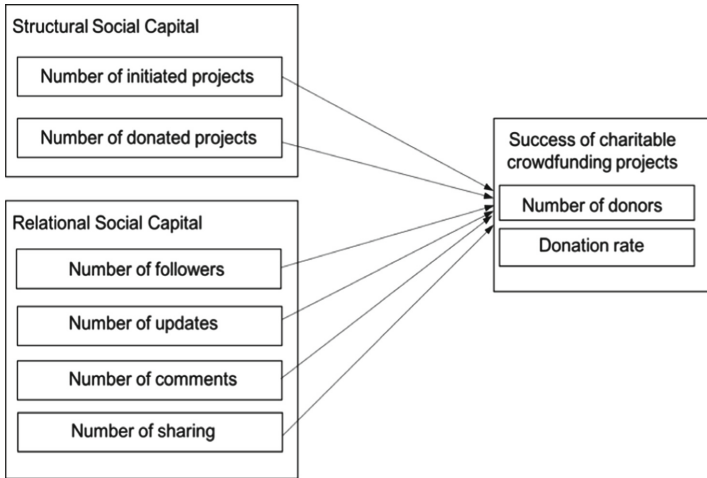 Structural Social Capital
Number of initiated projects
Number of donated projects
Relational Social Capital
Number of followers
Number of updates
Number of comments
Number of sharing
Success of charitable
crowdfunding projects
Number of donors
Donation rate